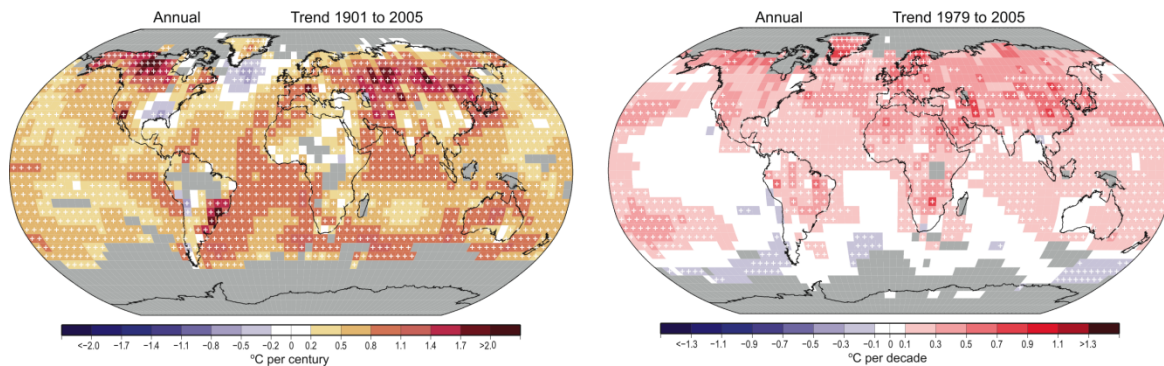 Annual Trend 1901 to 2005
<-2.0 -1.7 -1.4 -1.1 -0.8 -0.5 -0.2 0 0.2 0.5 0.8 1.1 1.4 1.7 >2.0
°C per century
Annual Trend 1979 to 2005
<-1.3 -1.1 -0.9 -0.7 -0.5 -0.3 -0.1 0 0.1 0.3 0.5 0.7 0.9 1.1 >1.3
°C per decade